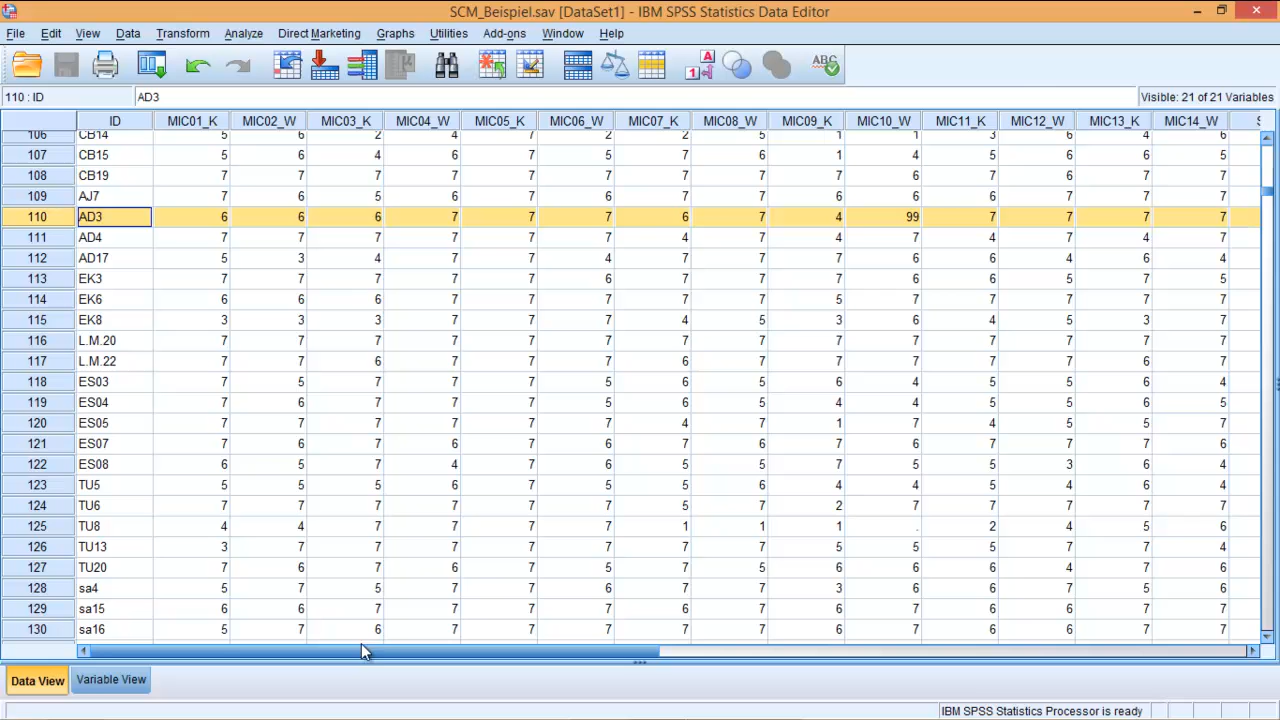 SCM_Beispiel.sav [DataSet1] - IBM SPSS Statistics Data Editor
File Edit View Data Transform Analyze Direct Marketing Graphs Utilities Add-ons Window Help
110 : ID AD3 Visible: 21 of 21 Variables
ID MIC01_K MIC02_W MIC03_K MIC04_W MIC05_K MIC06_W MIC07_K MIC08_W MIC09_K MIC10_W MIC11_K MIC12_W MIC13_K MIC14_W S
106 CB14 5 6 2 4 7 2 2 5 1 1 3 6 4 6
107 CB15 5 6 4 6 7 5 7 6 1 4 5 6 6 5
108 CB19 7 7 7 7 7 7 7 7 7 6 7 6 7 7
109 AJ7 7 6 5 6 7 6 7 6 6 6 7 6 7 7
110 AD3 6 6 6 7 7 7 6 7 4 99 7 7 7 7
111 AD4 7 7 7 7 7 7 4 7 4 7 4 7 4 7
112 AD17 5 3 4 7 7 4 7 7 7 6 6 4 6 4
113 EK3 7 7 7 7 7 6 7 7 7 6 6 5 7 5
114 EK6 6 6 6 7 7 7 7 7 5 7 7 7 7 7
115 EK8 3 3 3 7 7 7 4 5 3 6 4 5 3 7
116 L.M.20 7 7 7 7 7 7 7 7 7 7 7 7 7 7
117 L.M.22 7 7 6 7 7 7 6 7 7 7 7 7 6 7
118 ES03 7 5 7 7 7 5 6 5 6 4 5 5 6 4
119 ES04 7 6 7 7 7 5 6 5 4 4 5 6 6 5
120 ES05 7 7 7 7 7 7 4 7 1 7 4 5 5 7
121 ES07 7 6 7 6 7 6 7 6 7 6 7 7 7 6
122 ES08 6 5 7 4 7 6 5 5 7 5 5 3 6 4
123 TU5 5 5 5 6 7 5 6 6 4 4 5 4 6 4
124 TU6 7 7 7 7 7 7 5 7 2 7 7 7 7 7
125 TU8 4 4 7 7 7 7 1 1 1 . 2 4 5 6
126 TU13 3 7 7 7 7 7 7 7 5 5 5 7 7 4
127 TU20 7 6 7 6 7 5 7 5 6 6 6 4 7 6
128 sa4 5 7 5 7 7 6 7 7 3 6 6 7 5 6
129 sa15 6 6 7 7 7 7 6 7 7 6 6 7 7 7
130 sa16 5 7 6 7 7 7 7 7 6 7 6 6 7 7
Data View Variable View
IBM SPSS Statistics Processor is ready